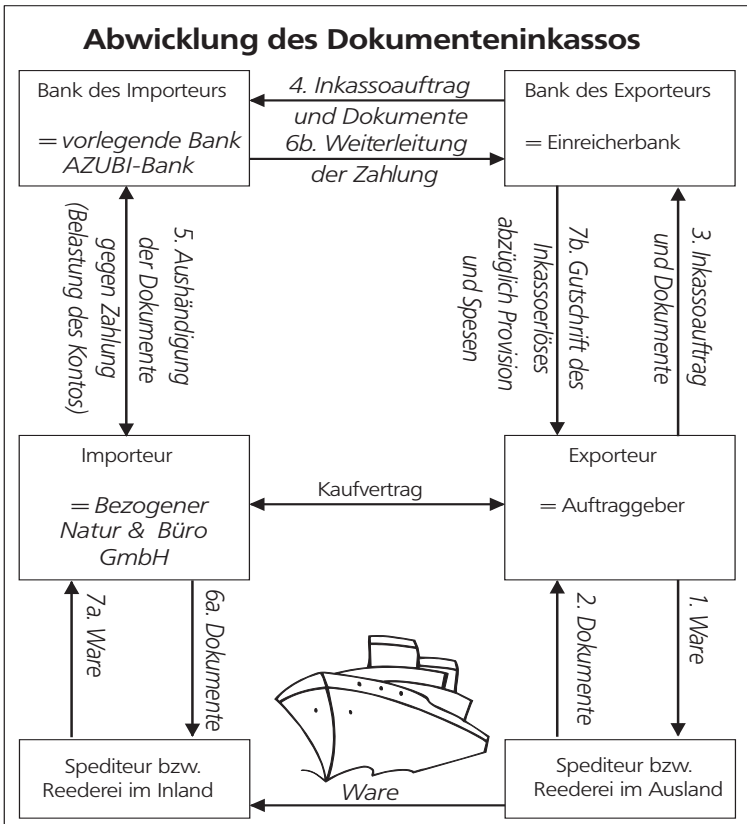 Abwicklung des Dokumenteninkassos
Bank des Importeurs
= vorlegende Bank
AZUBI-Bank
4. Inkassoauftrag
und Dokumente
6b. Weiterleitung
der Zahlung
Bank des Exporteurs
= Einreicherbank
5. Aushändigung
der Dokumente
gegen Zahlung
(Belastung des Kontos)
7b. Gutschrift des
Inkassoerlöses
abzüglich Provision
und Spesen
3. Inkassoauftrag
und Dokumente
Importeur
= Bezogener
Natur & Büro
GmbH
Kaufvertrag
Exporteur
= Auftraggeber
7a. Ware
6a. Dokumente
2. Dokumente
1. Ware
Spediteur bzw.
Reederei im Inland
Ware
Spediteur bzw.
Reederei im Ausland